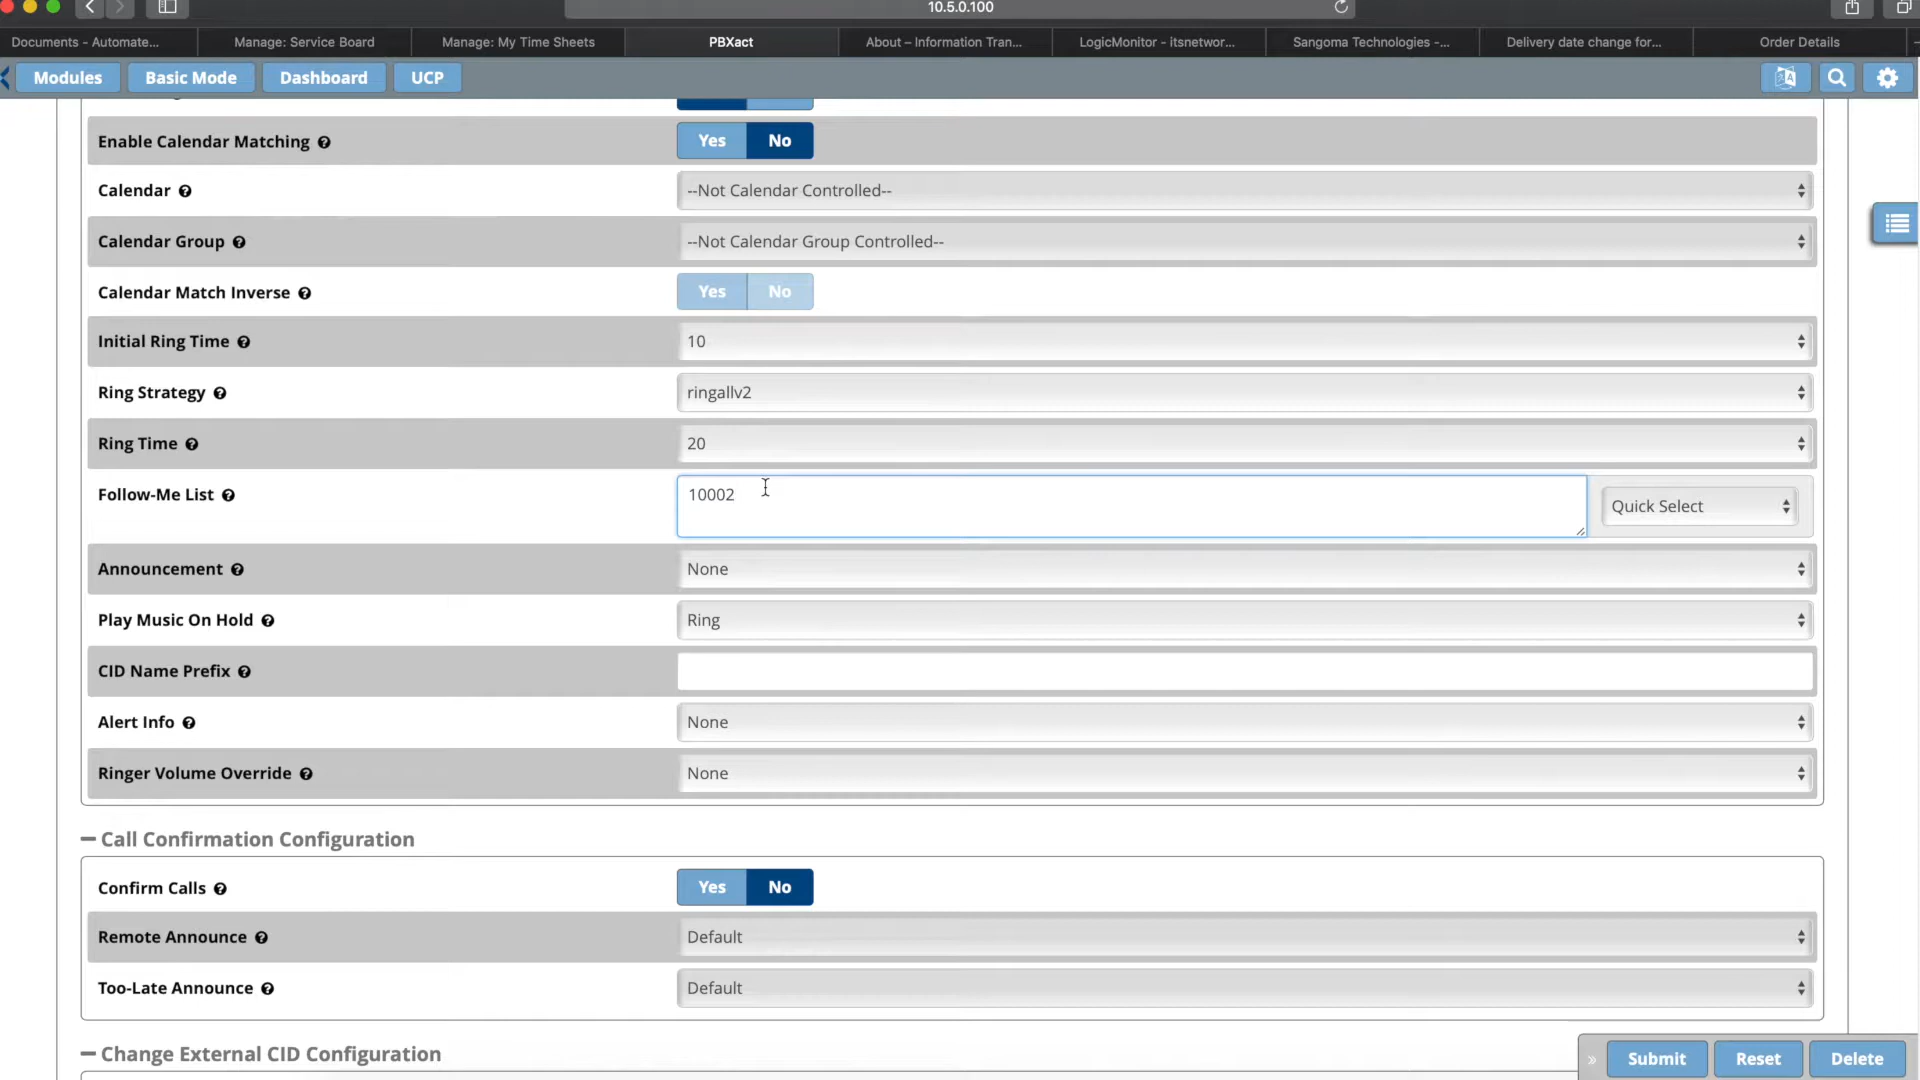 10.5.0.100
Documents - Automate... Manage: Service Board Manage: My Time Sheets PBXact About – Information Tran... LogicMonitor - itsnetwor... Sangoma Technologies -... Delivery date change for... Order Details
Modules Basic Mode Dashboard UCP
Enable Calendar Matching Yes No
Calendar --Not Calendar Controlled--
Calendar Group --Not Calendar Group Controlled--
Calendar Match Inverse Yes No
Initial Ring Time 10
Ring Strategy ringallv2
Ring Time 20
Follow-Me List 10002 Quick Select
Announcement None
Play Music On Hold Ring
CID Name Prefix
Alert Info None
Ringer Volume Override None
Call Confirmation Configuration
Confirm Calls Yes No
Remote Announce Default
Too-Late Announce Default
Change External CID Configuration
» Submit Reset Delete